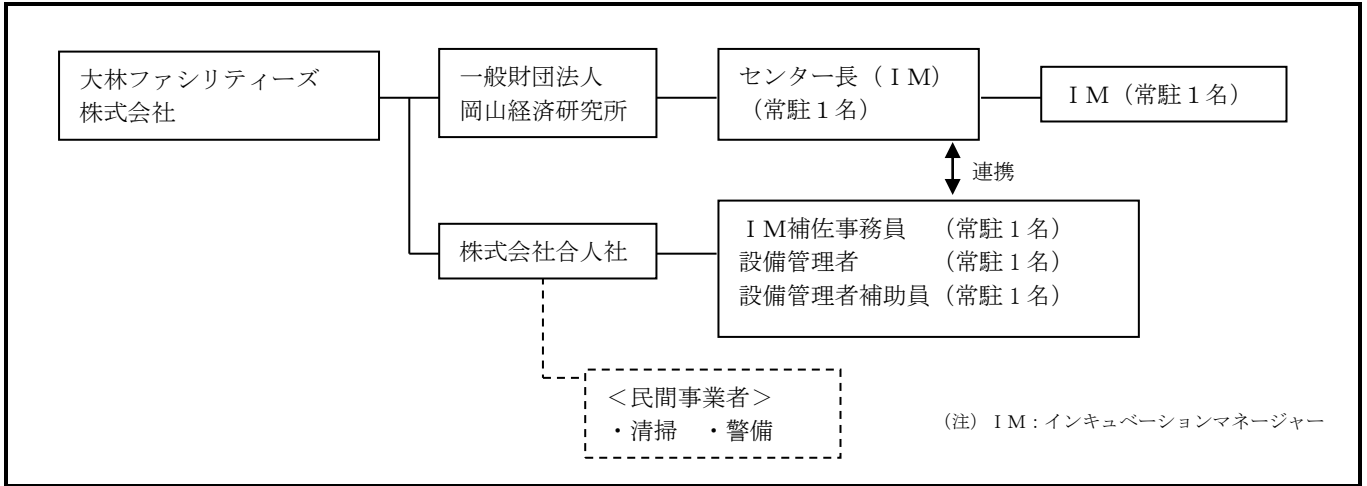 大林ファシリティーズ
株式会社
一般財団法人
岡山経済研究所
センター長（ＩＭ）
（常駐１名）
ＩＭ（常駐１名）
連携
株式会社合人社
ＩＭ補佐事務員　（常駐１名）
設備管理者　（常駐１名）
設備管理者補助員（常駐１名）
＜民間事業者＞
・清掃　・警備
（注）ＩＭ：インキュベーションマネージャー